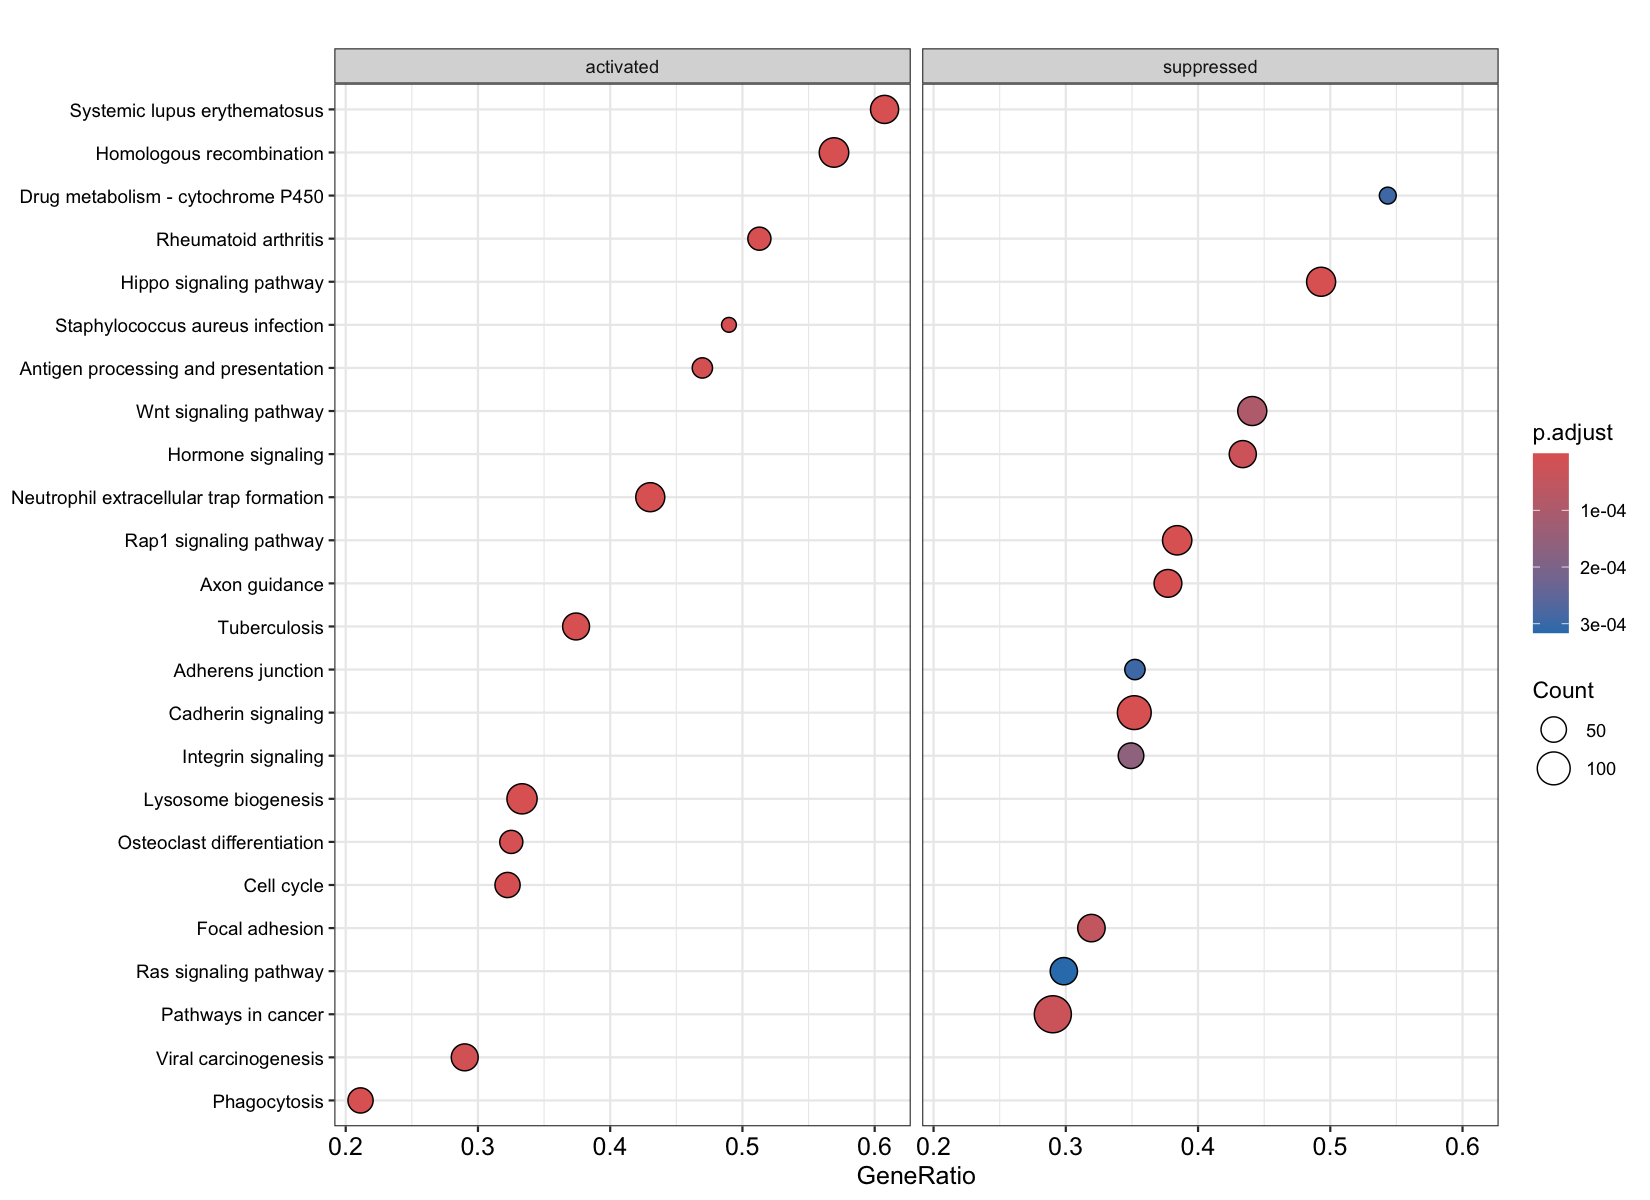 activated
suppressed
Systemic lupus erythematosus
Homologous recombination
Drug metabolism - cytochrome P450
Rheumatoid arthritis
Hippo signaling pathway
Staphylococcus aureus infection
Antigen processing and presentation
Wnt signaling pathway
Hormone signaling
Neutrophil extracellular trap formation
Rap1 signaling pathway
Axon guidance
Tuberculosis
Adherens junction
Cadherin signaling
Integrin signaling
Lysosome biogenesis
Osteoclast differentiation
Cell cycle
Focal adhesion
Ras signaling pathway
Pathways in cancer
Viral carcinogenesis
Phagocytosis
0.2 0.3 0.4 0.5 0.6
0.2 0.3 0.4 0.5 0.6
GeneRatio
p.adjust
1e-04
2e-04
3e-04
Count
50
100